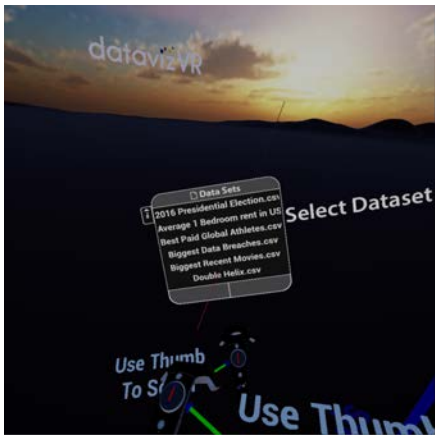 datavizVR
Data Sets
2016 Presidential Election.csv
Average 1 Bedroom rent in US
Best Paid Global Athletes.csv
Biggest Data Breaches.csv
Biggest Recent Movies.csv
Double Helix.csv
Select Dataset
Use Thumb
To
Use Thumb